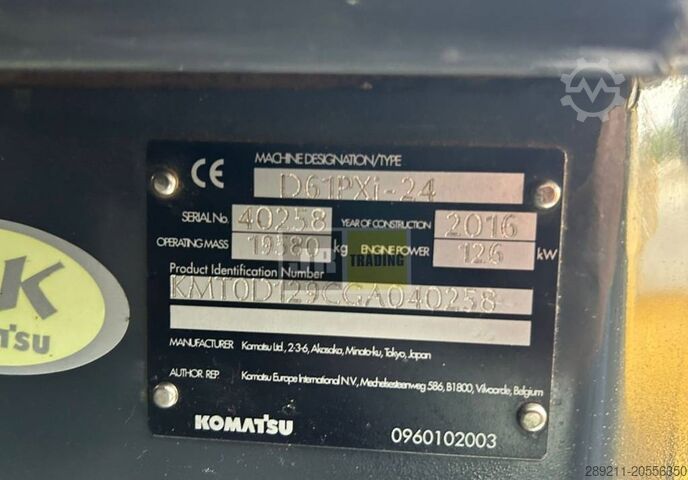 CE
MACHINE DESIGNATION/TYPE
D61PXi-24
SERIAL No. 40258 YEAR OF CONSTRUCTION 2016
OPERATING MASS 19580 kg ENGINE POWER 126 kW
TRADING
Product Identification Number
KMT0D129CGA040258
MANUFACTURER Komatsu Ltd., 2-3-6, Akasaka, Minato-ku, Tokyo, Japan
AUTHOR. REP. Komatsu Europe International N.V., Mechelsesteenweg 586, B1800, Vilvoorde, Belgium
KOMATSU 0960102003
K
ATSU
289211-20556350